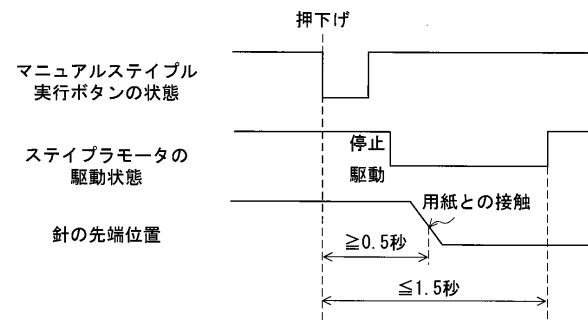 押下げ
マニュアルステイプル
実行ボタンの状態
ステイプラモータの
駆動状態
停止
駆動
針の先端位置
用紙との接触
≧0.5秒
≦1.5秒